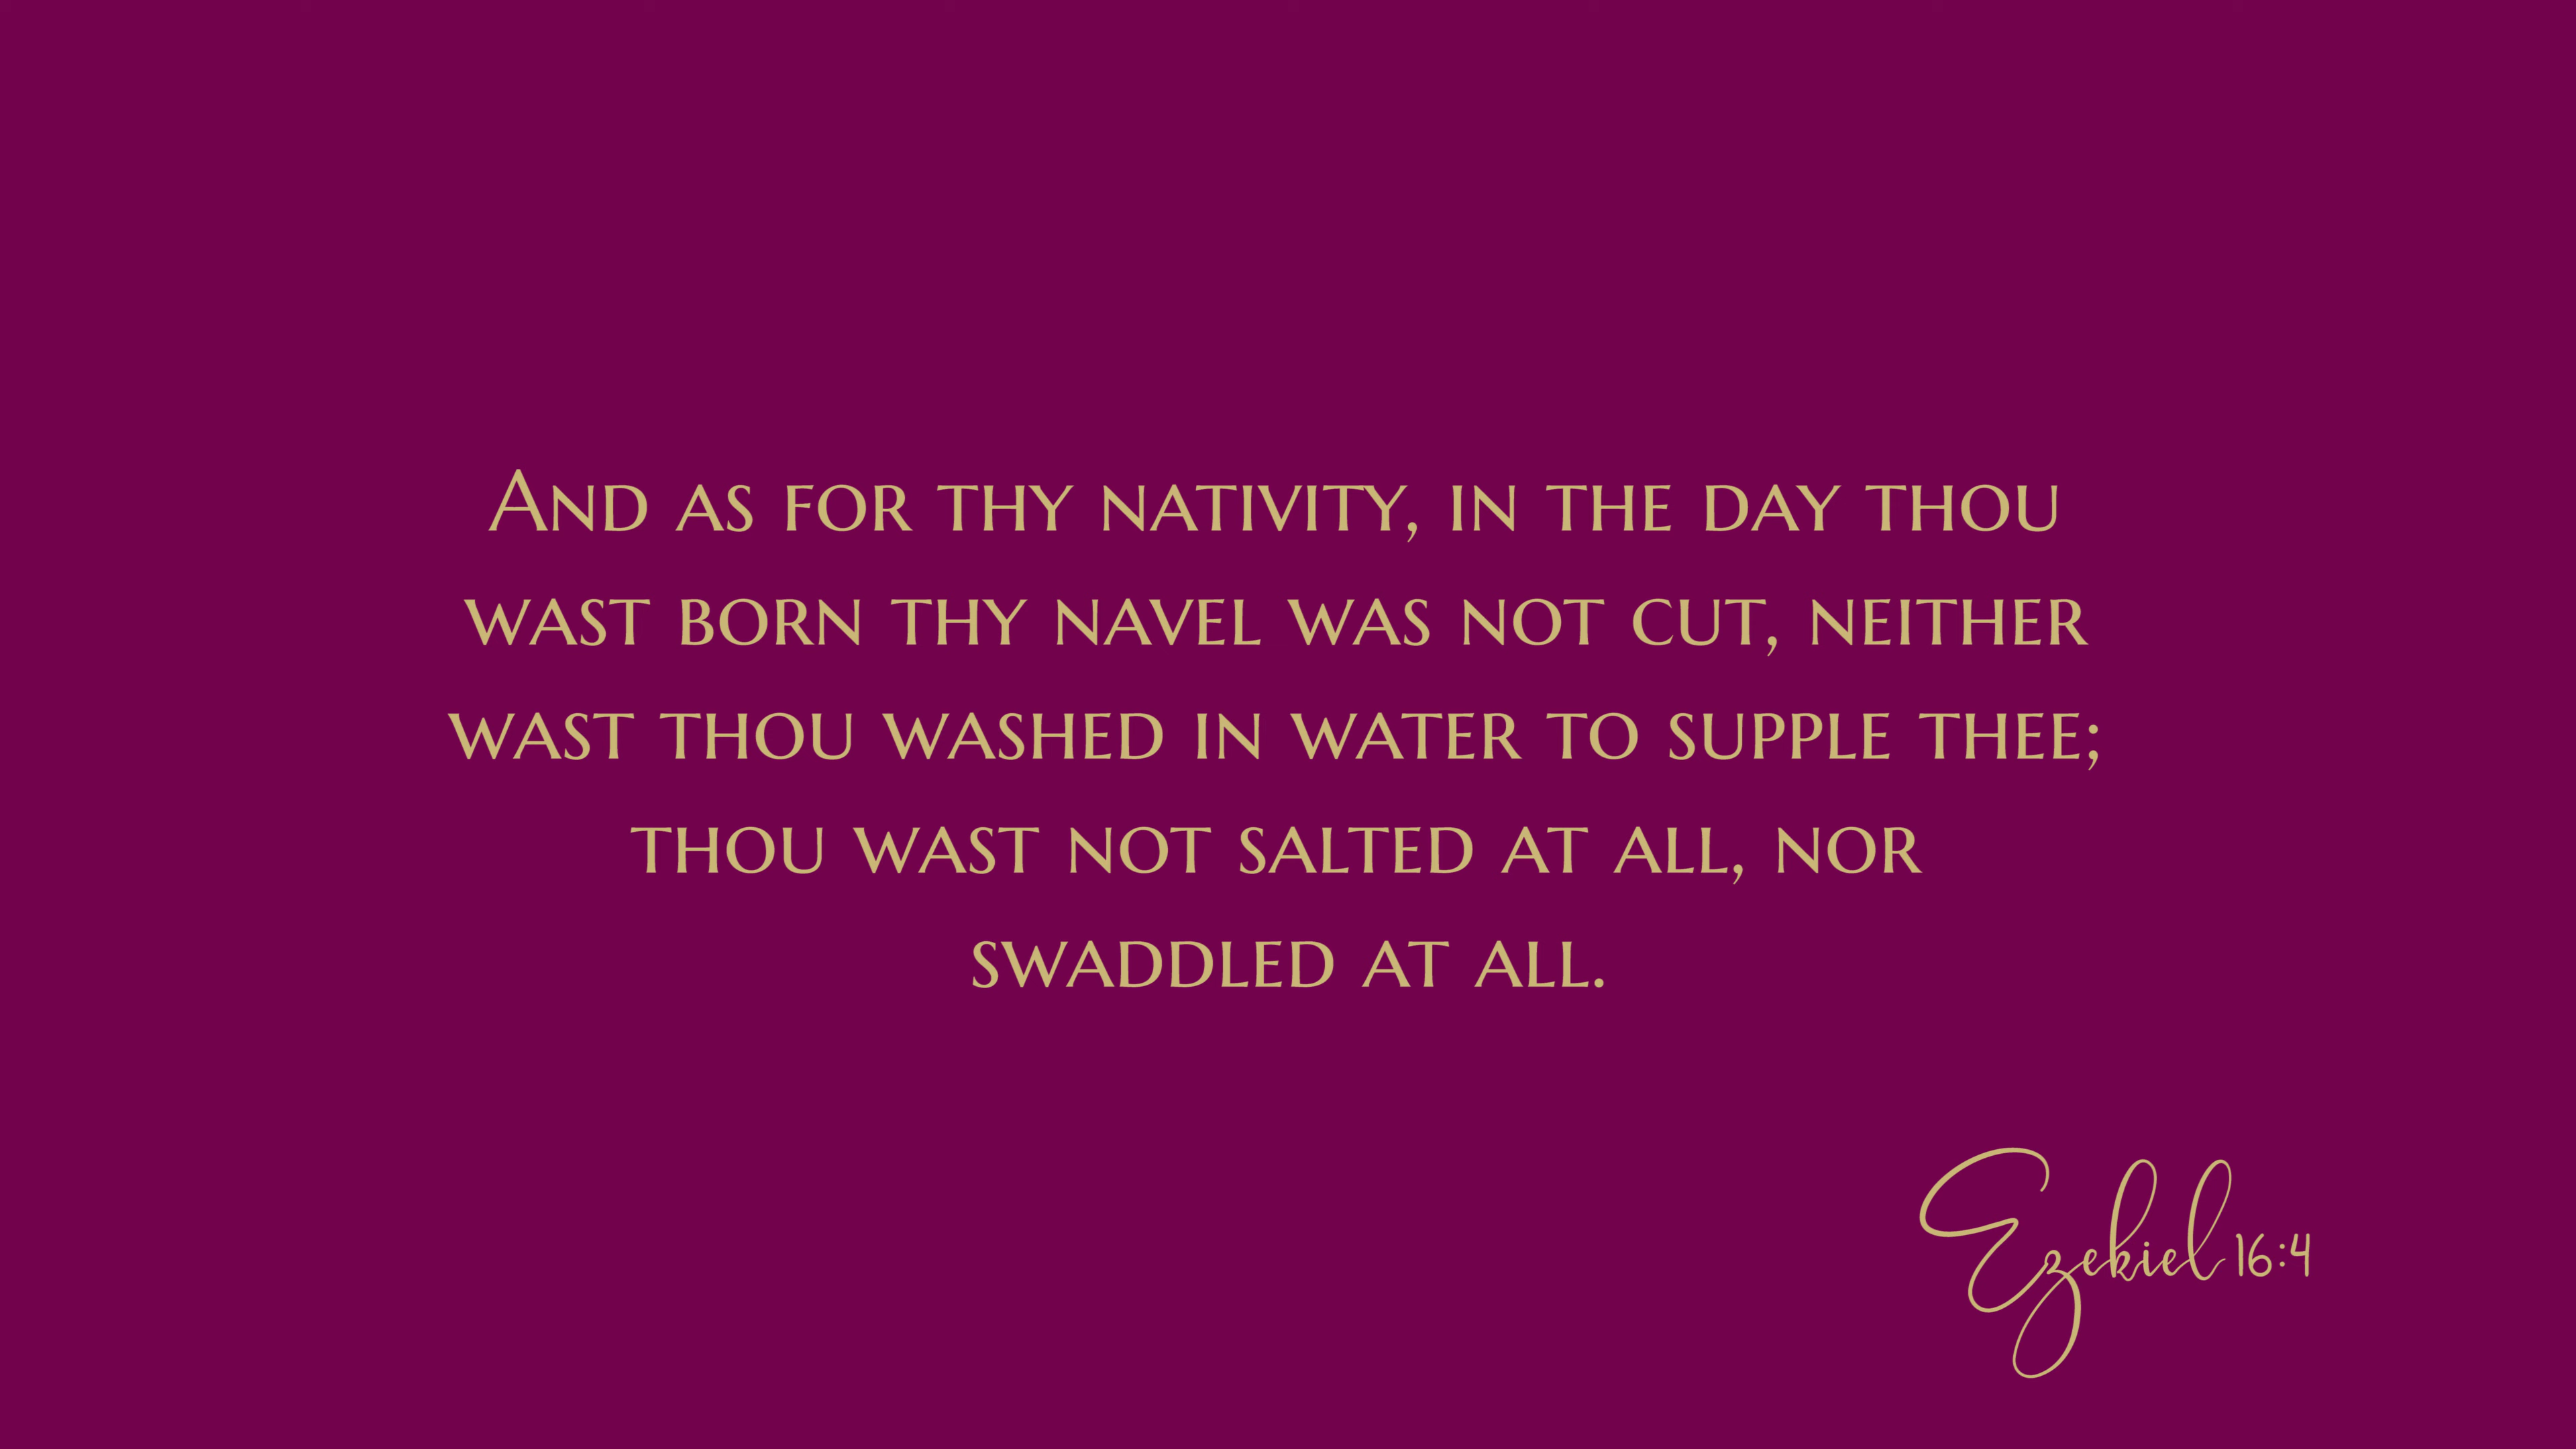 And as for thy nativity, in the day thou
wast born thy navel was not cut, neither
wast thou washed in water to supple thee;
thou wast not salted at all, nor
swaddled at all.
Ezekiel 16:4